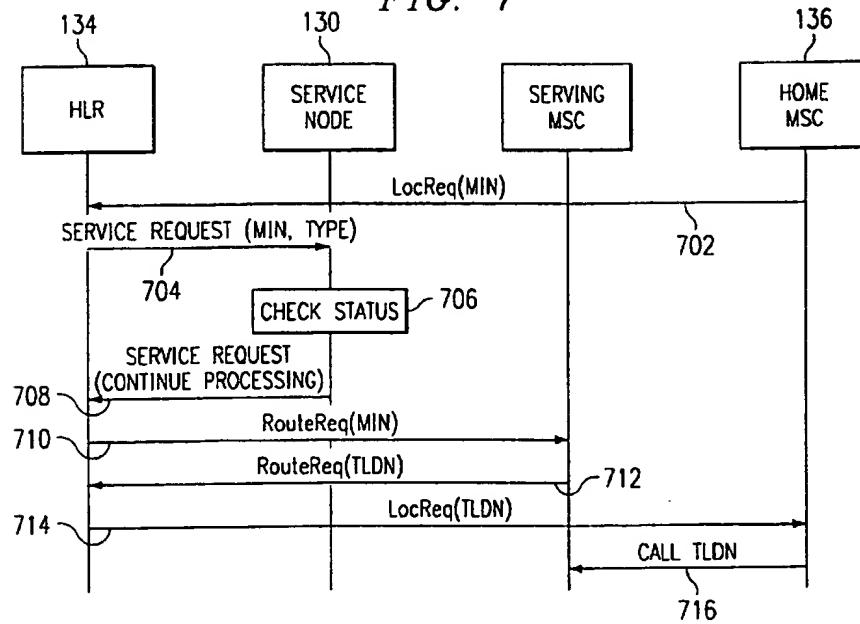 FIG. 7
134
130
136
HLR
SERVICE
NODE
SERVING
MSC
HOME
MSC
LocReq(MIN)
702
SERVICE REQUEST (MIN, TYPE)
704
CHECK STATUS
706
SERVICE REQUEST
(CONTINUE PROCESSING)
708
RouteReq(MIN)
710
RouteReq(TLDN)
712
LocReq(TLDN)
714
CALL TLDN
716